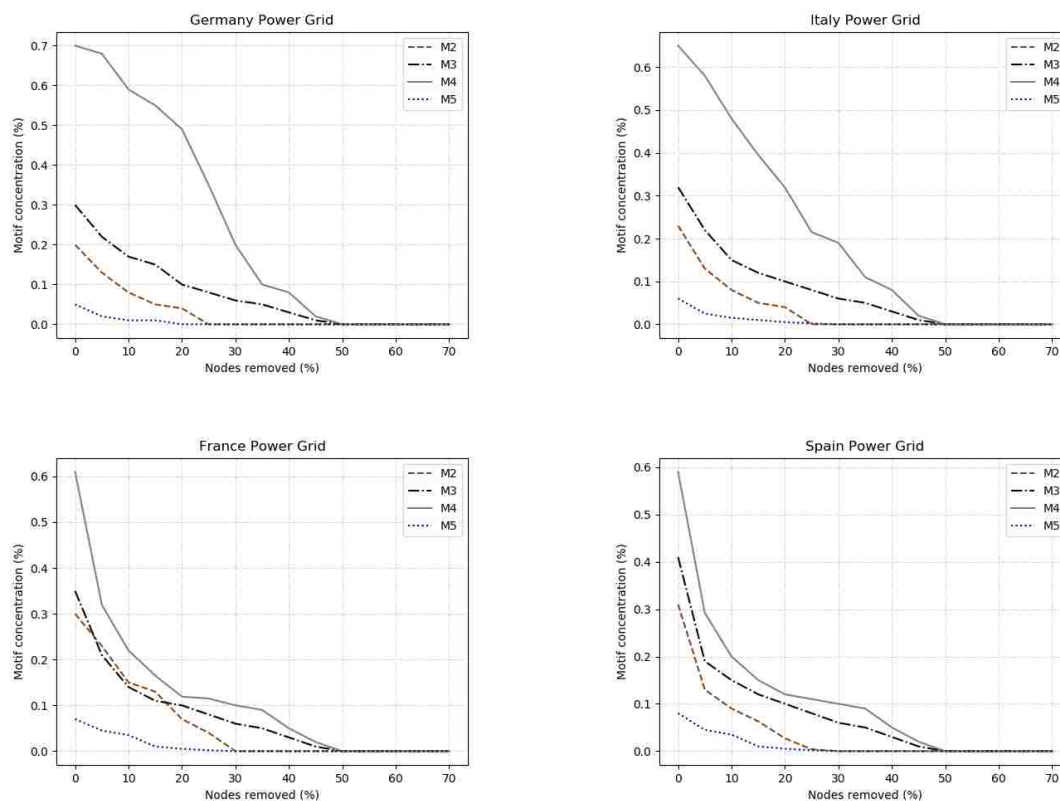 Germany Power Grid
Motif concentration (%)
0.7
0.6
0.5
0.4
0.3
0.2
0.1
0.0
M2
M3
M4
M5
0 10 20 30 40 50 60 70
Nodes removed (%)
Italy Power Grid
Motif concentration (%)
0.6
0.5
0.4
0.3
0.2
0.1
0.0
M2
M3
M4
M5
0 10 20 30 40 50 60 70
Nodes removed (%)
France Power Grid
Motif concentration (%)
0.6
0.5
0.4
0.3
0.2
0.1
0.0
M2
M3
M4
M5
0 10 20 30 40 50 60 70
Nodes removed (%)
Spain Power Grid
Motif concentration (%)
0.6
0.5
0.4
0.3
0.2
0.1
0.0
M2
M3
M4
M5
0 10 20 30 40 50 60 70
Nodes removed (%)